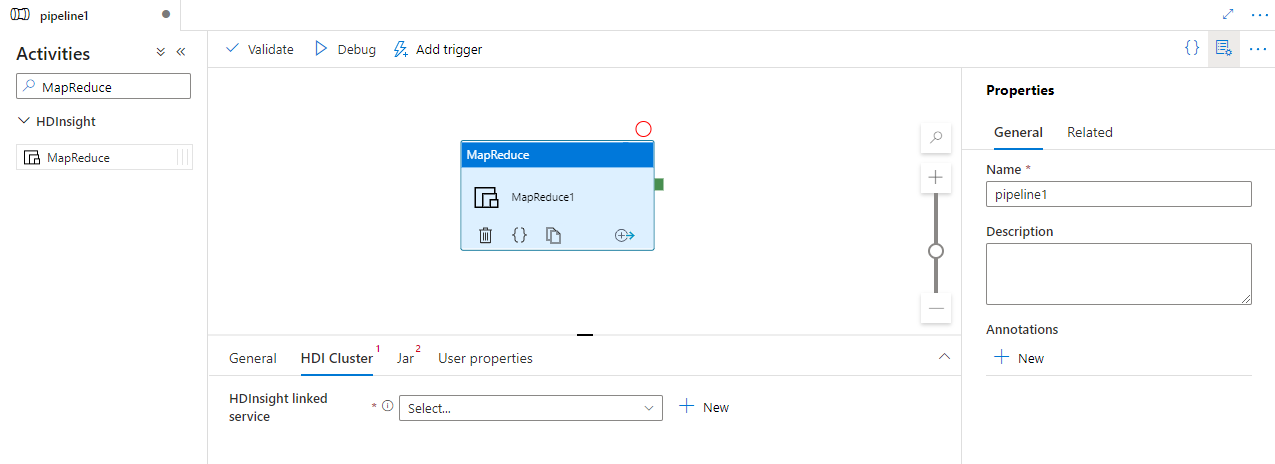 pipeline1
Activities
MapReduce
HDInsight
MapReduce
Validate
Debug
Add trigger
MapReduce
MapReduce1
General
HDI Cluster 1
Jar 2
User properties
HDInsight linked
service
*
Select...
New
Properties
General
Related
Name *
pipeline1
Description
Annotations
New